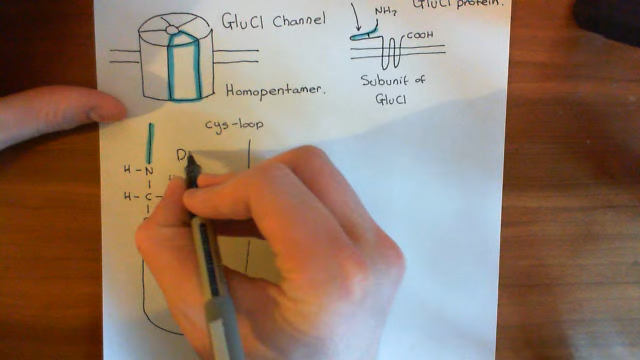 GluCl protein.
NH₂
GluCl Channel
COOH
Subunit of
GluCl
Homopentamer.
Cys-loop
D
H-N
H-C-